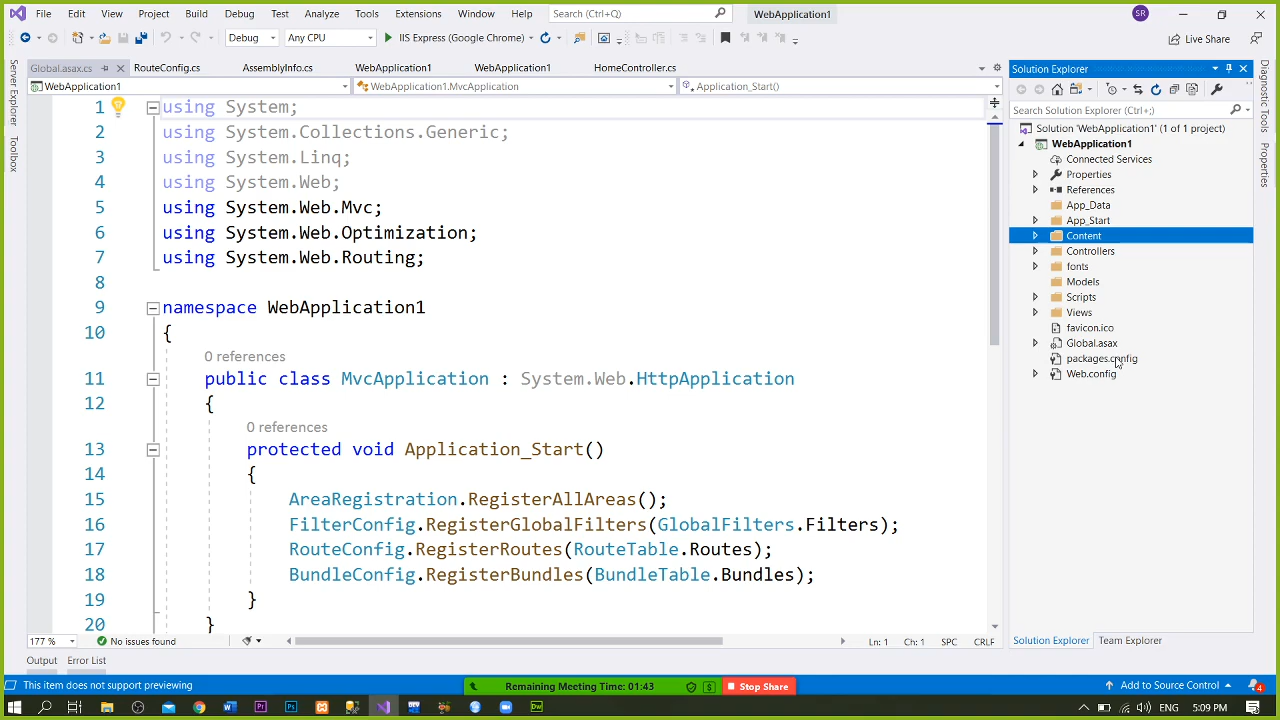 File Edit View Project Build Debug Test Analyze Tools Extensions Window Help Search (Ctrl+Q) WebApplication1 SR
Debug Any CPU IIS Express (Google Chrome) Live Share
Global.asax.cs RouteConfig.cs AssemblyInfo.cs WebApplication1 WebApplication1 HomeController.cs
WebApplication1 WebApplication1.MvcApplication Application_Start()
Server Explorer
Toolbox
1 using System;
2 using System.Collections.Generic;
3 using System.Linq;
4 using System.Web;
5 using System.Web.Mvc;
6 using System.Web.Optimization;
7 using System.Web.Routing;
8
9 namespace WebApplication1
10 {
0 references
11 public class MvcApplication : System.Web.HttpApplication
12 {
0 references
13 protected void Application_Start()
14 {
15 AreaRegistration.RegisterAllAreas();
16 FilterConfig.RegisterGlobalFilters(GlobalFilters.Filters);
17 RouteConfig.RegisterRoutes(RouteTable.Routes);
18 BundleConfig.RegisterBundles(BundleTable.Bundles);
19 }
20 }
177 % No issues found Ln: 1 Ch: 1 SPC CRLF
Output Error List
Solution Explorer
Search Solution Explorer (Ctrl+;)
Solution 'WebApplication1' (1 of 1 project)
WebApplication1
Connected Services
Properties
References
App_Data
App_Start
Content
Controllers
fonts
Models
Scripts
Views
favicon.ico
Global.asax
packages.config
Web.config
Solution Explorer Team Explorer
Diagnostic Tools
Properties
This item does not support previewing Remaining Meeting Time: 01:43 Stop Share Add to Source Control 4
ENG 5:09 PM